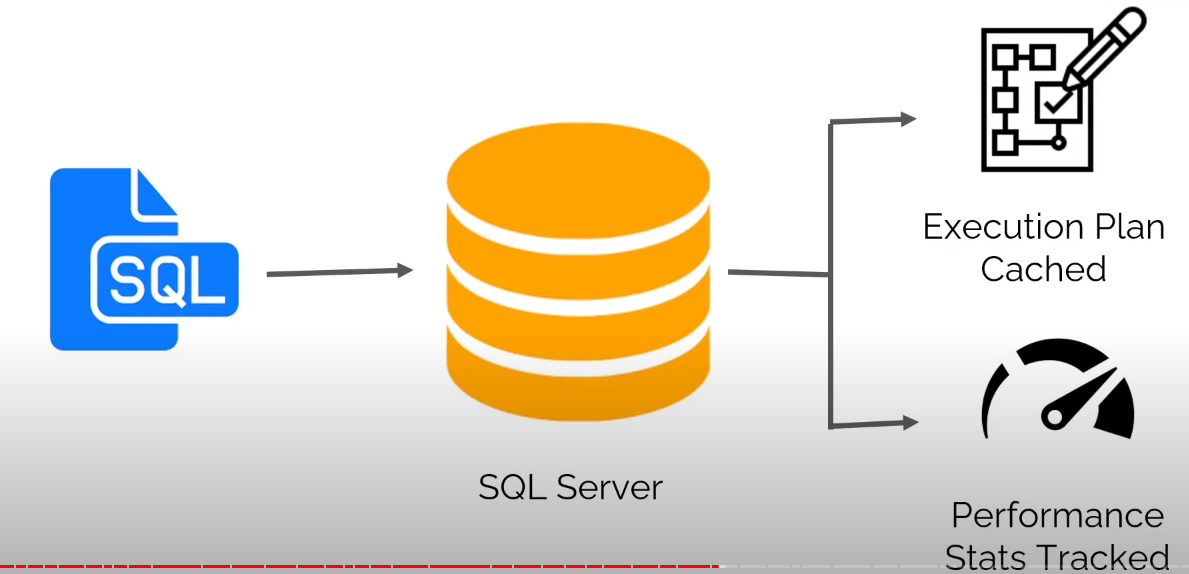 SQL
SQL Server
Execution Plan
Cached
Performance
Stats Tracked